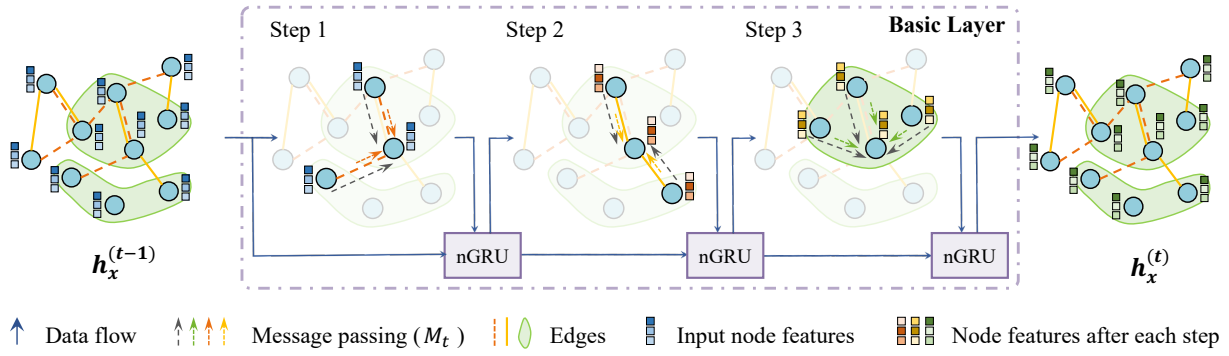 Step 1
Step 2
Step 3
Basic Layer
nGRU
nGRU
nGRU
h_x^{(t-1)}
h_x^{(t)}
Data flow
Message passing (M_t)
Edges
Input node features
Node features after each step